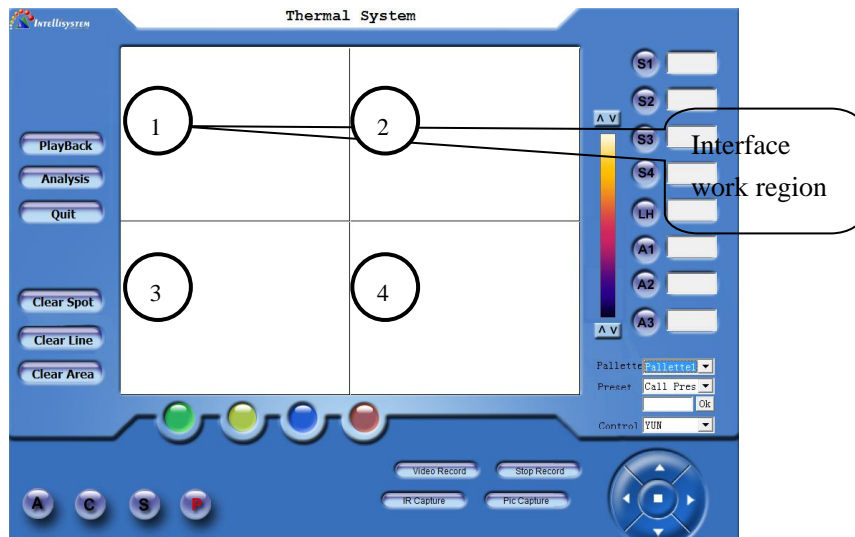 INTELLISYSTEM
Thermal System
S1
S2
1
2
ᐱ ᐯ
PlayBack
S3
Interface
Analysis
S4
work region
Quit
LH
A1
3
4
A2
Clear Spot
A3
Clear Line
ᐱ ᐯ
Clear Area
Pallette Pallette1
Preset Call Pres
Ok
Control YUN
Video Record Stop Record
A C S P
IR Capture Pic Capture